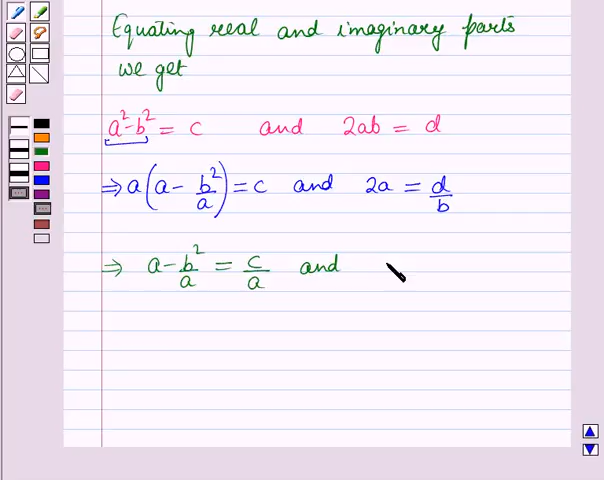 Equating real and imaginary parts
we get
a² - b² = c and 2ab = d
⇒ a(a - b²/a) = c and 2a = d/b
⇒ a - b²/a = c/a and